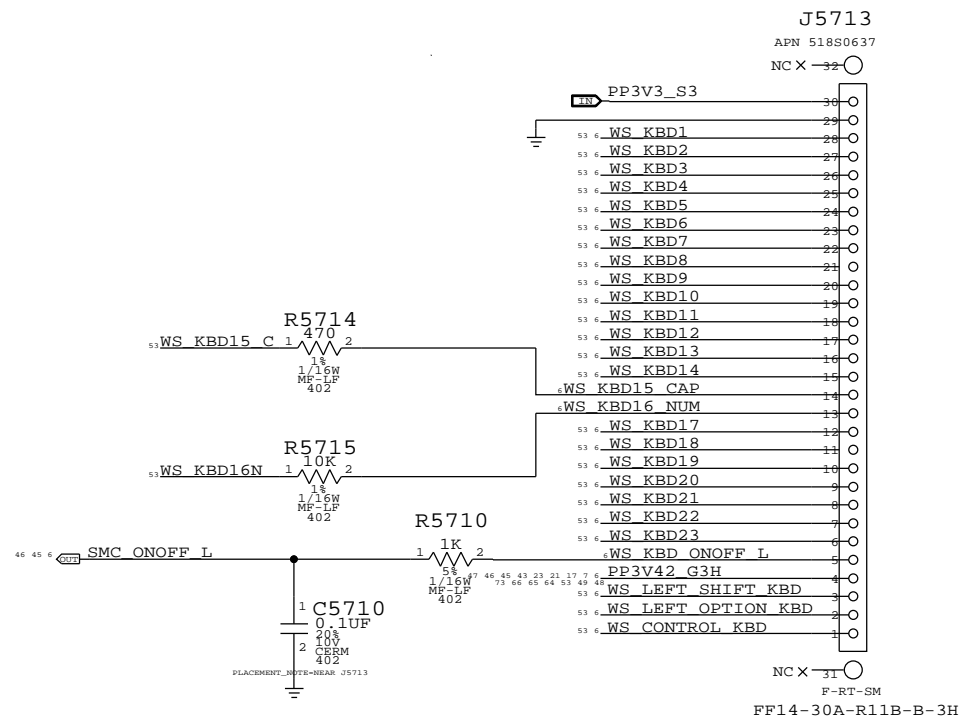 J5713
APN 518S0637
NC 32
IN PP3V3_S3 30
29
53 6 WS_KBD1 28
53 6 WS_KBD2 27
53 6 WS_KBD3 26
53 6 WS_KBD4 25
53 6 WS_KBD5 24
53 6 WS_KBD6 23
53 6 WS_KBD7 22
53 6 WS_KBD8 21
53 6 WS_KBD9 20
53 6 WS_KBD10 19
53 6 WS_KBD11 18
53 6 WS_KBD12 17
53 6 WS_KBD13 16
53 6 WS_KBD14 15
6 WS_KBD15_CAP 14
6 WS_KBD16_NUM 13
53 6 WS_KBD17 12
53 6 WS_KBD18 11
53 6 WS_KBD19 10
53 6 WS_KBD20 9
53 6 WS_KBD21 8
53 6 WS_KBD22 7
53 6 WS_KBD23 6
6 WS_KBD_ONOFF_L 5
47 46 45 43 23 21 17 7 6 PP3V42_G3H 4
73 66 65 64 53 49 48
53 6 WS_LEFT_SHIFT_KBD 3
53 6 WS_LEFT_OPTION_KBD 2
53 6 WS_CONTROL_KBD 1
NC 31
F-RT-SM
FF14-30A-R11B-B-3H
R5714
470
53 WS_KBD15_C 1 2
1%
1/16W
MF-LF
402
R5715
10K
53 WS_KBD16N 1 2
1%
1/16W
MF-LF
402
R5710
1K
46 45 6 OUT SMC_ONOFF_L 1 2
5%
1/16W
MF-LF
402
1 C5710
0.1UF
20%
2 10V
CERM
402
PLACEMENT_NOTE=NEAR J5713